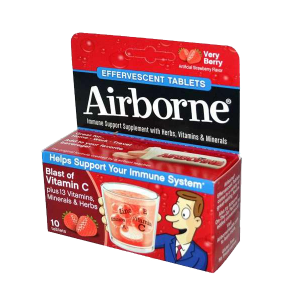 Very
Berry
Artificial Strawberry Flavor
EFFERVESCENT TABLETS
Airborne®
Immune Support Supplement with Herbs, Vitamins & Minerals
Helps Support Your Immune System*
Blast of
Vitamin C
plus 13 Vitamins,
Minerals & Herbs
10
tablets